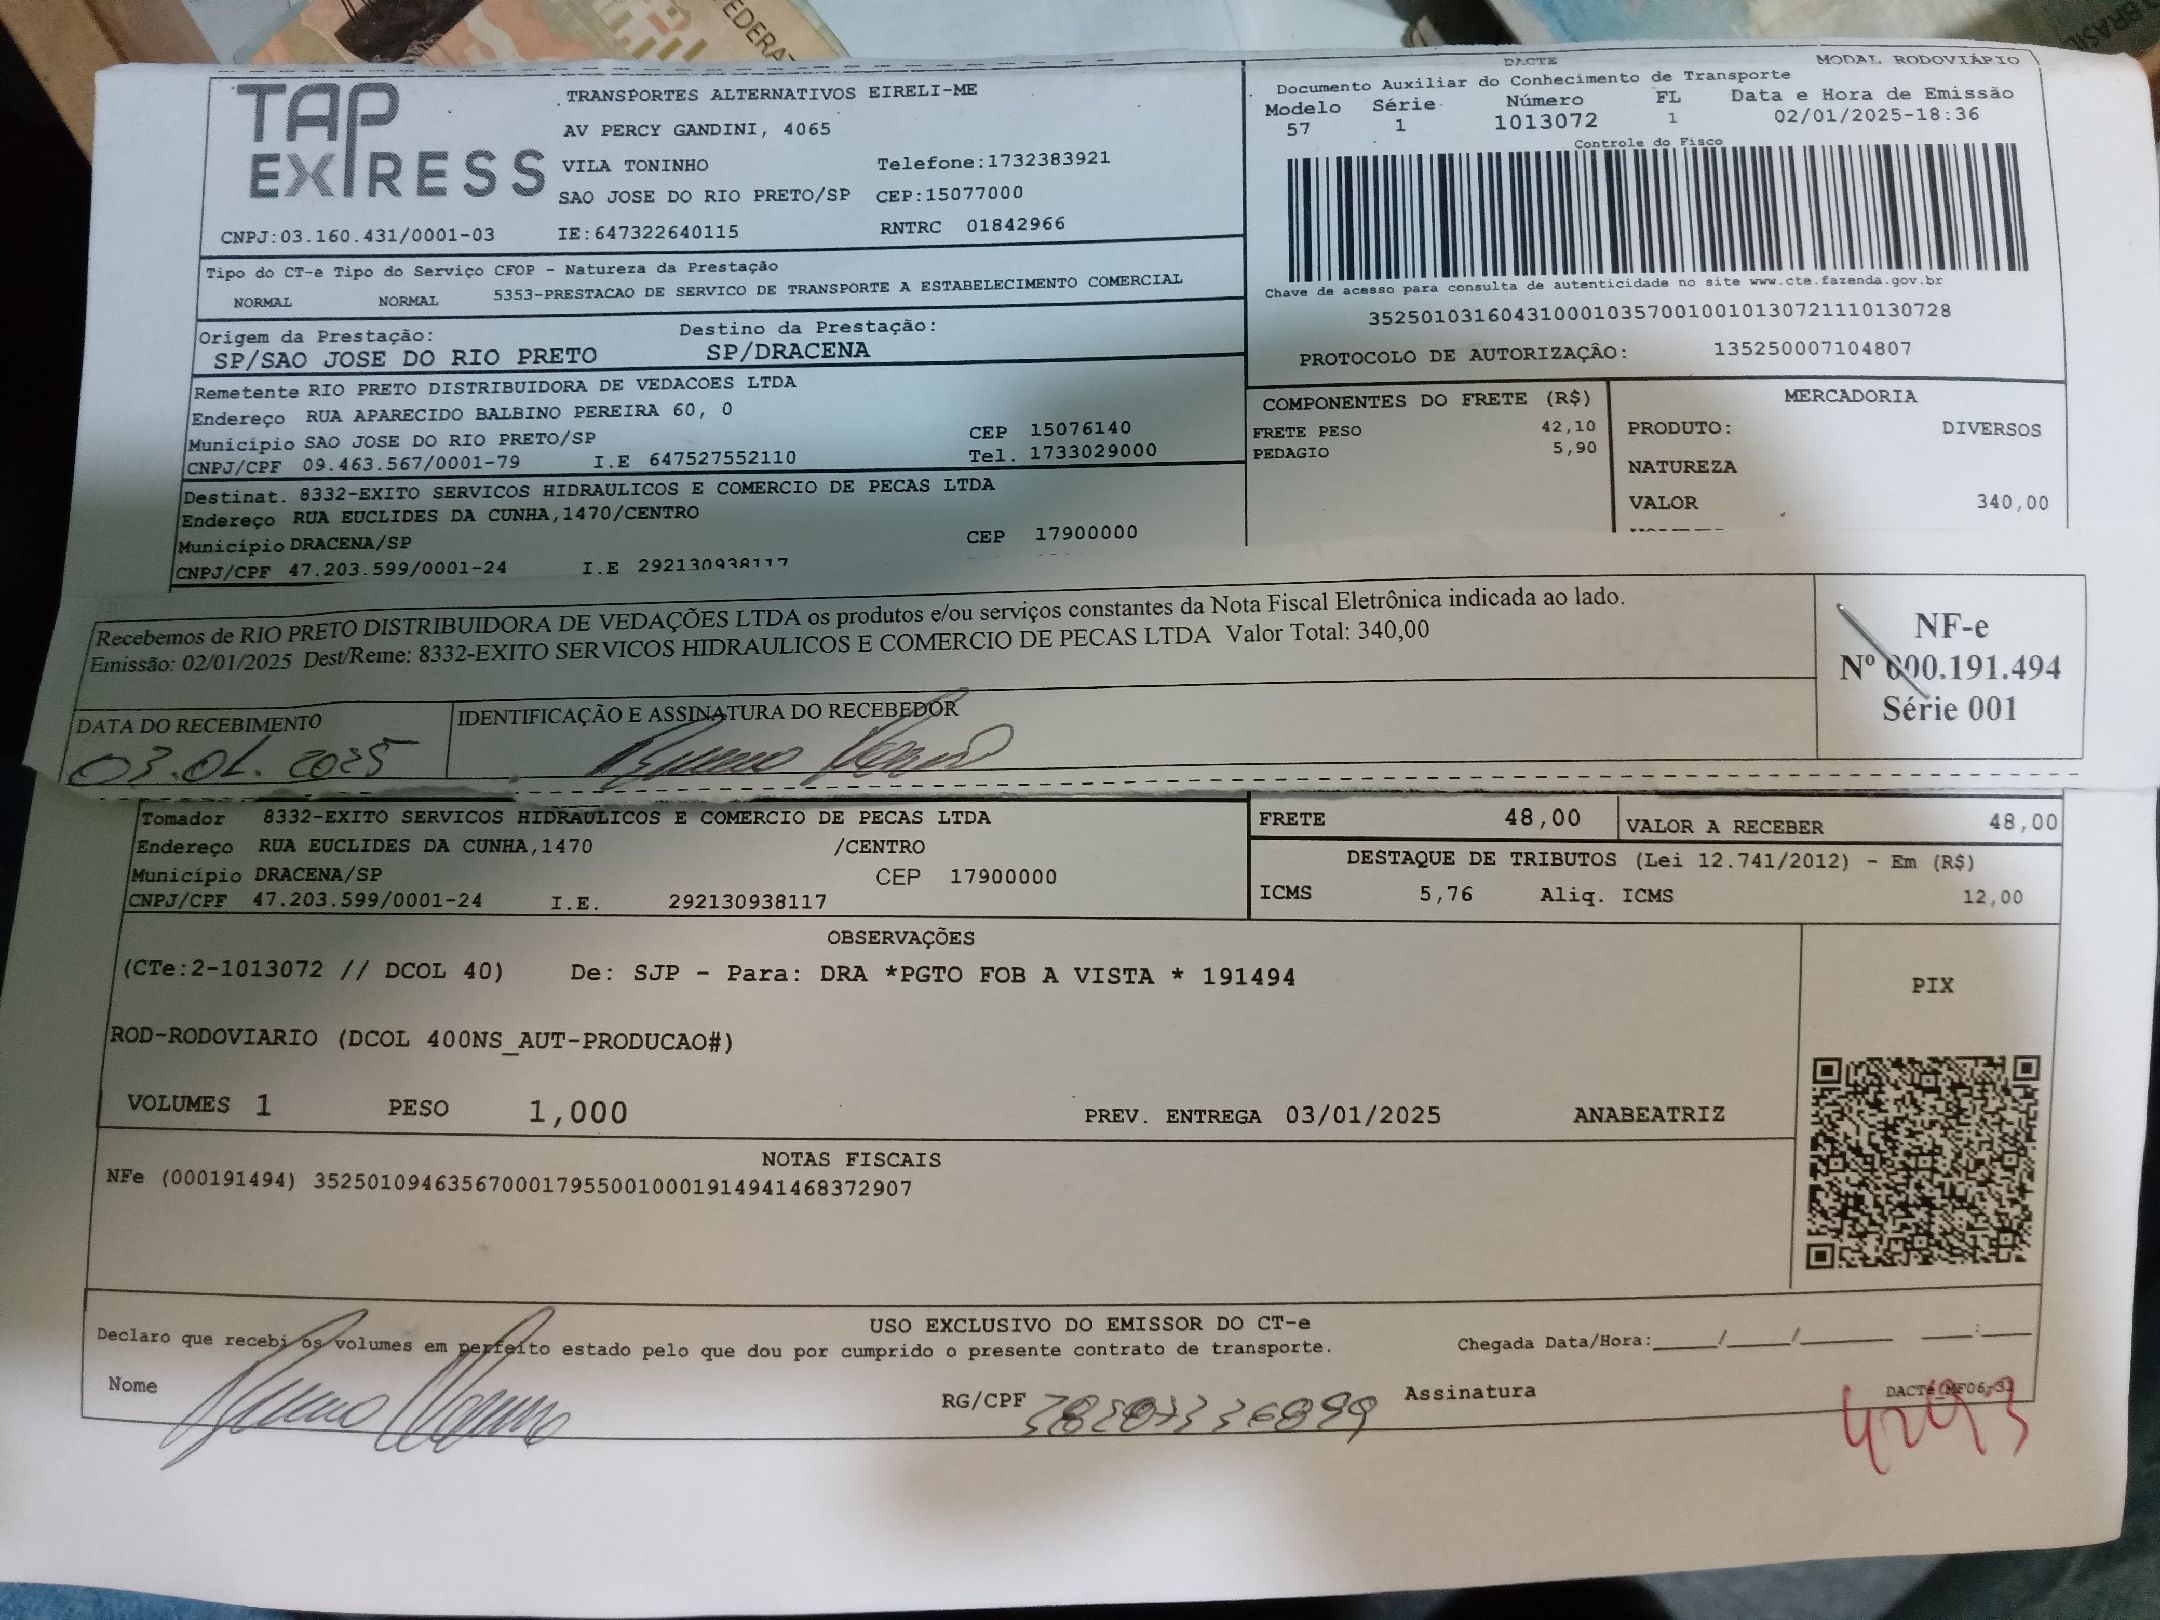 FEDERA
BRASIL
TAP
EXPRESS
TRANSPORTES ALTERNATIVOS EIRELI-ME
AV PERCY GANDINI, 4065
VILA TONINHO Telefone:1732383921
SAO JOSE DO RIO PRETO/SP CEP:15077000
CNPJ:03.160.431/0001-03 IE:647322640115 RNTRC 01842966
DACTE MODAL RODOVIÁRIO
Documento Auxiliar do Conhecimento de Transporte
Modelo Série Número FL Data e Hora de Emissão
57 1 1013072 1 02/01/2025-18:36
Controle do Fisco
Chave de acesso para consulta de autenticidade no site www.cte.fazenda.gov.br
35250103160431000103570010010130721110130728
PROTOCOLO DE AUTORIZAÇÃO: 135250007104807
Tipo do CT-e Tipo do Serviço CFOP - Natureza da Prestação
NORMAL NORMAL 5353-PRESTACAO DE SERVICO DE TRANSPORTE A ESTABELECIMENTO COMERCIAL
Origem da Prestação: Destino da Prestação:
SP/SAO JOSE DO RIO PRETO SP/DRACENA
Remetente RIO PRETO DISTRIBUIDORA DE VEDACOES LTDA
Endereço RUA APARECIDO BALBINO PEREIRA 60, 0
Município SAO JOSE DO RIO PRETO/SP CEP 15076140
CNPJ/CPF 09.463.567/0001-79 I.E 647527552110 Tel. 1733029000
Destinat. 8332-EXITO SERVICOS HIDRAULICOS E COMERCIO DE PECAS LTDA
Endereço RUA EUCLIDES DA CUNHA,1470/CENTRO
Município DRACENA/SP CEP 17900000
CNPJ/CPF 47.203.599/0001-24 I.E 292130938117
COMPONENTES DO FRETE (R$)
FRETE PESO 42,10
PEDAGIO 5,90
MERCADORIA
PRODUTO: DIVERSOS
NATUREZA
VALOR 340,00
Recebemos de RIO PRETO DISTRIBUIDORA DE VEDAÇÕES LTDA os produtos e/ou serviços constantes da Nota Fiscal Eletrônica indicada ao lado.
Emissão: 02/01/2025 Dest/Reme: 8332-EXITO SERVICOS HIDRAULICOS E COMERCIO DE PECAS LTDA Valor Total: 340,00
NF-e
Nº 000.191.494
Série 001
DATA DO RECEBIMENTO IDENTIFICAÇÃO E ASSINATURA DO RECEBEDOR
03.01.2025 Bruno
Tomador 8332-EXITO SERVICOS HIDRAULICOS E COMERCIO DE PECAS LTDA
Endereço RUA EUCLIDES DA CUNHA,1470 /CENTRO
Município DRACENA/SP CEP 17900000
CNPJ/CPF 47.203.599/0001-24 I.E. 292130938117
FRETE 48,00 VALOR A RECEBER 48,00
DESTAQUE DE TRIBUTOS (Lei 12.741/2012) - Em (R$)
ICMS 5,76 Aliq. ICMS 12,00
OBSERVAÇÕES
(CTe:2-1013072 // DCOL 40) De: SJP - Para: DRA *PGTO FOB A VISTA * 191494
ROD-RODOVIARIO (DCOL 400NS_AUT-PRODUCAO#)
PIX
VOLUMES 1 PESO 1,000 PREV. ENTREGA 03/01/2025 ANABEATRIZ
NOTAS FISCAIS
NFe (000191494) 35250109463567000179550010001914941468372907
USO EXCLUSIVO DO EMISSOR DO CT-e
Declaro que recebi os volumes em perfeito estado pelo que dou por cumprido o presente contrato de transporte. Chegada Data/Hora:____/____/______ ___:___
Nome Bruno RG/CPF Assinatura
4293